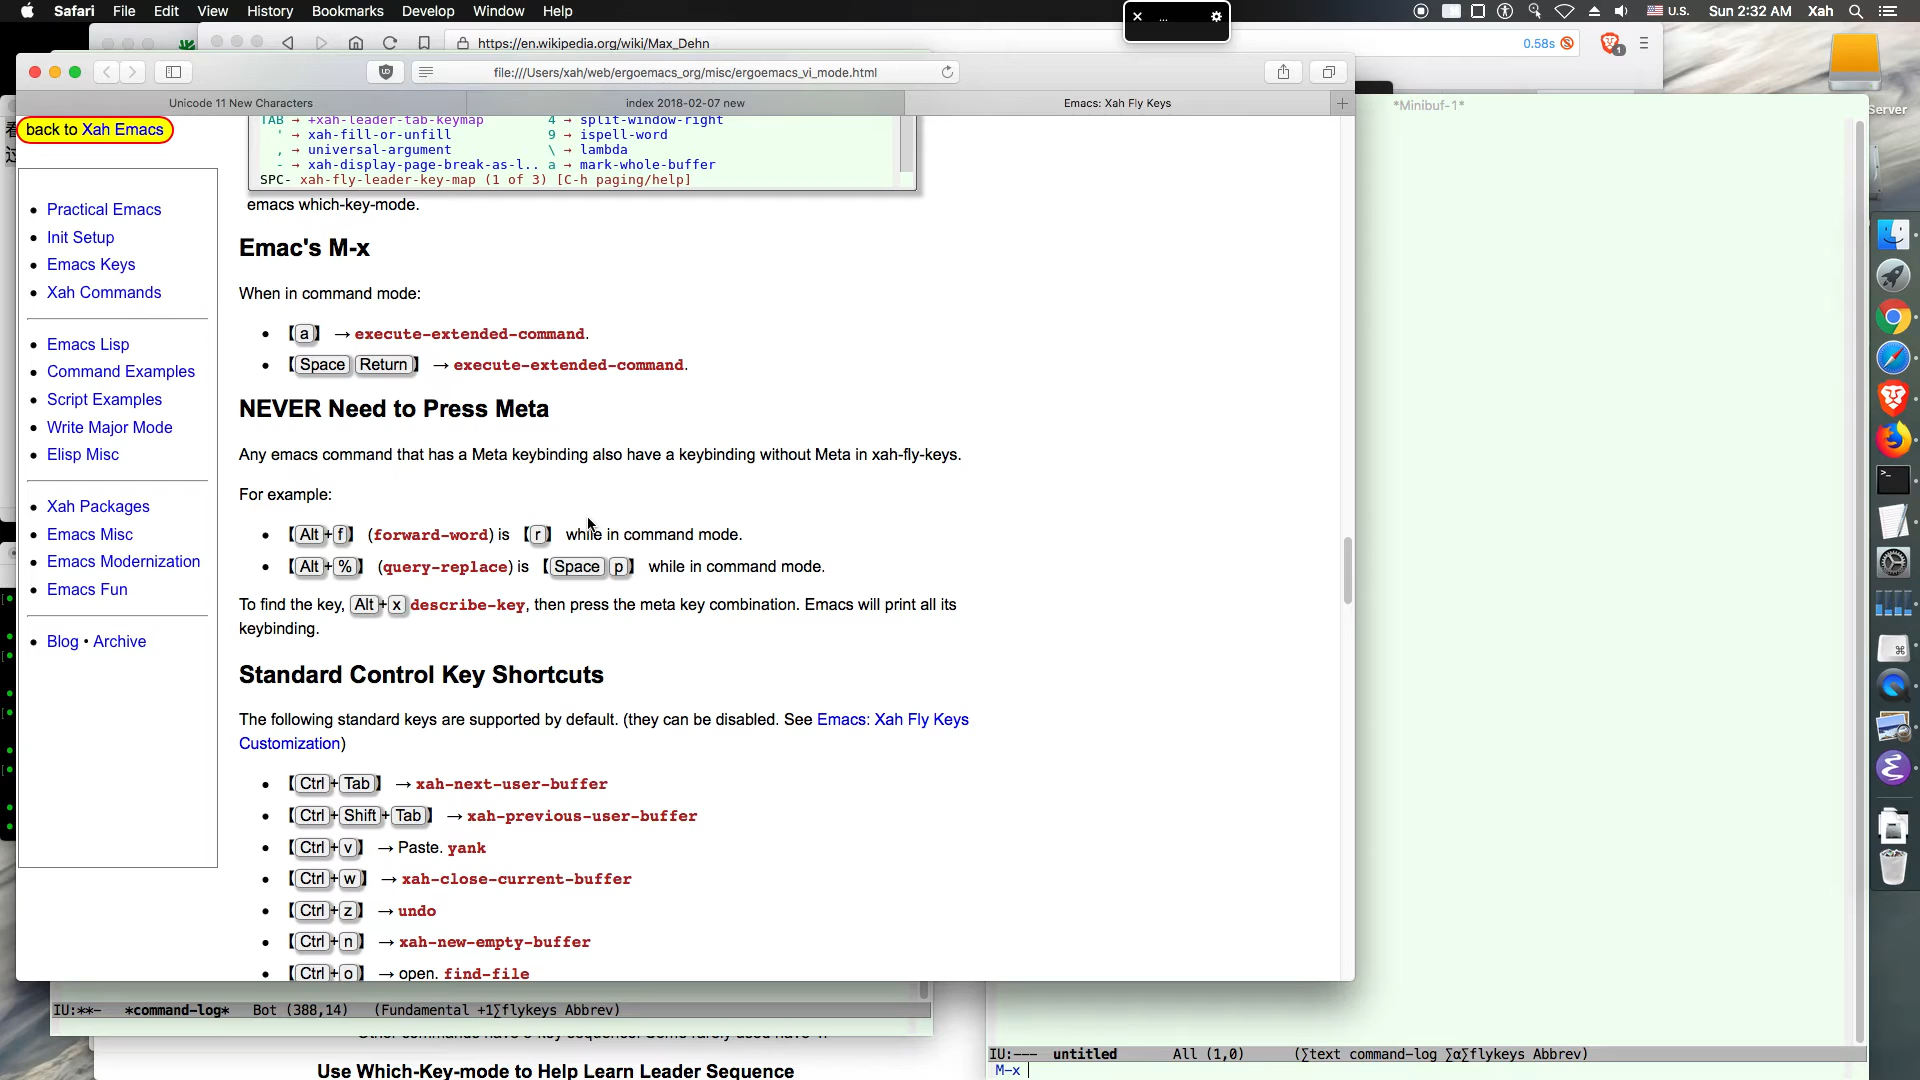 Safari File Edit View History Bookmarks Develop Window Help
... U.S. Sun 2:32 AM Xah
https://en.wikipedia.org/wiki/Max_Dehn
0.58s
1
file:///Users/xah/web/ergoemacs_org/misc/ergoemacs_vi_mode.html
Unicode 11 New Characters
index 2018-02-07 new
Emacs: Xah Fly Keys
*Minibuf-1*
Server
back to Xah Emacs
Practical Emacs
Init Setup
Emacs Keys
Xah Commands
Emacs Lisp
Command Examples
Script Examples
Write Major Mode
Elisp Misc
Xah Packages
Emacs Misc
Emacs Modernization
Emacs Fun
Blog • Archive
TAB → +xah-leader-tab-keymap 4 → split-window-right
' → xah-fill-or-unfill 9 → ispell-word
, → universal-argument \ → lambda
- → xah-display-page-break-as-l.. a → mark-whole-buffer
SPC- xah-fly-leader-key-map (1 of 3) [C-h paging/help]
emacs which-key-mode.
Emac's M-x
When in command mode:
【a】 → execute-extended-command.
【Space Return】 → execute-extended-command.
NEVER Need to Press Meta
Any emacs command that has a Meta keybinding also have a keybinding without Meta in xah-fly-keys.
For example:
【Alt+f】 (forward-word) is 【r】 while in command mode.
【Alt+%】 (query-replace) is 【Space p】 while in command mode.
To find the key, Alt+x describe-key, then press the meta key combination. Emacs will print all its
keybinding.
Standard Control Key Shortcuts
The following standard keys are supported by default. (they can be disabled. See Emacs: Xah Fly Keys
Customization)
【Ctrl+Tab】 → xah-next-user-buffer
【Ctrl+Shift+Tab】 → xah-previous-user-buffer
【Ctrl+v】 → Paste. yank
【Ctrl+w】 → xah-close-current-buffer
【Ctrl+z】 → undo
【Ctrl+n】 → xah-new-empty-buffer
【Ctrl+o】 → open. find-file
IU:**- *command-log* Bot (388,14) (Fundamental +1∑flykeys Abbrev)
Use Which-Key-mode to Help Learn Leader Sequence
IU:--- untitled All (1,0) (∑text command-log ∑α∑flykeys Abbrev)
M-x